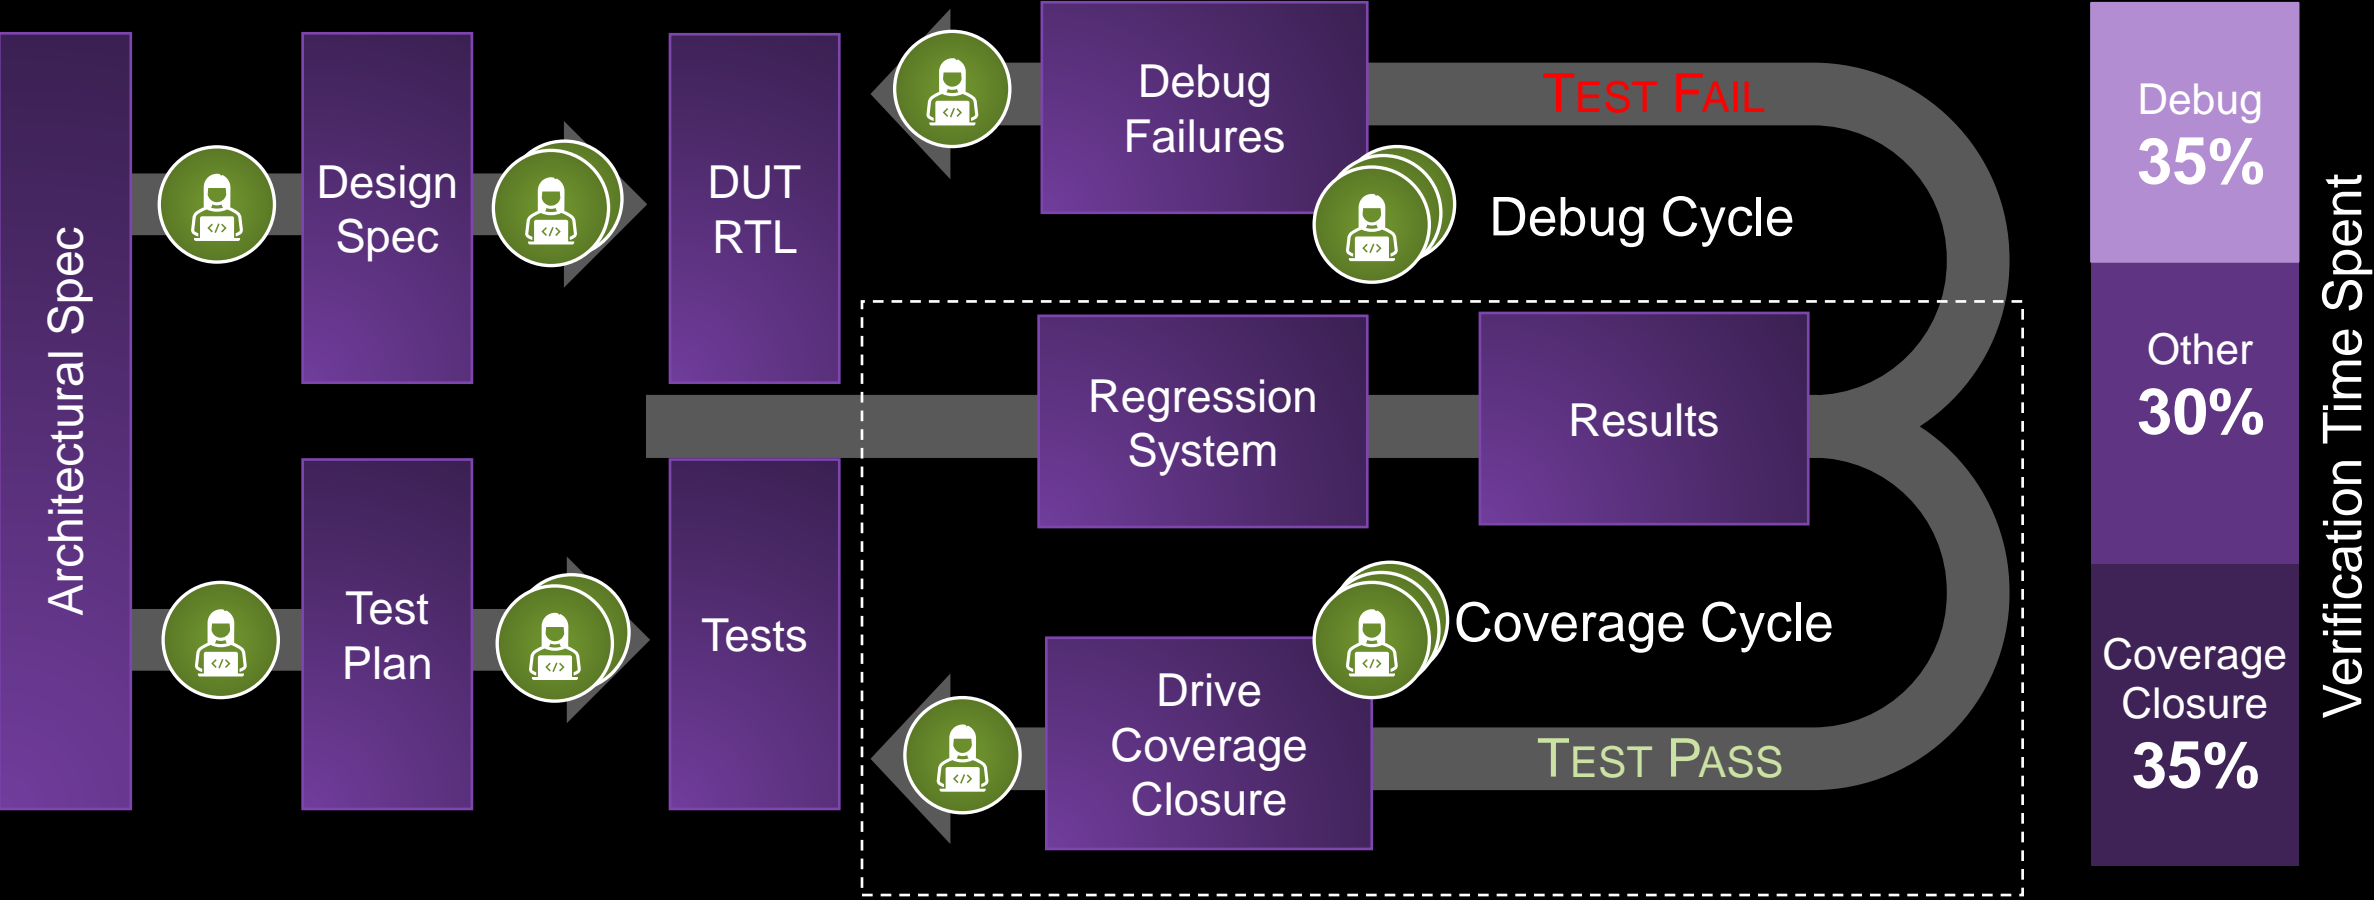 Architectural Spec
Design
Spec
DUT
RTL
Debug
Failures
TEST FAIL
Debug Cycle
Regression
System
Results
Test
Plan
Tests
Coverage Cycle
Drive
Coverage
Closure
TEST PASS
Debug
35%
Other
30%
Coverage
Closure
35%
Verification Time Spent